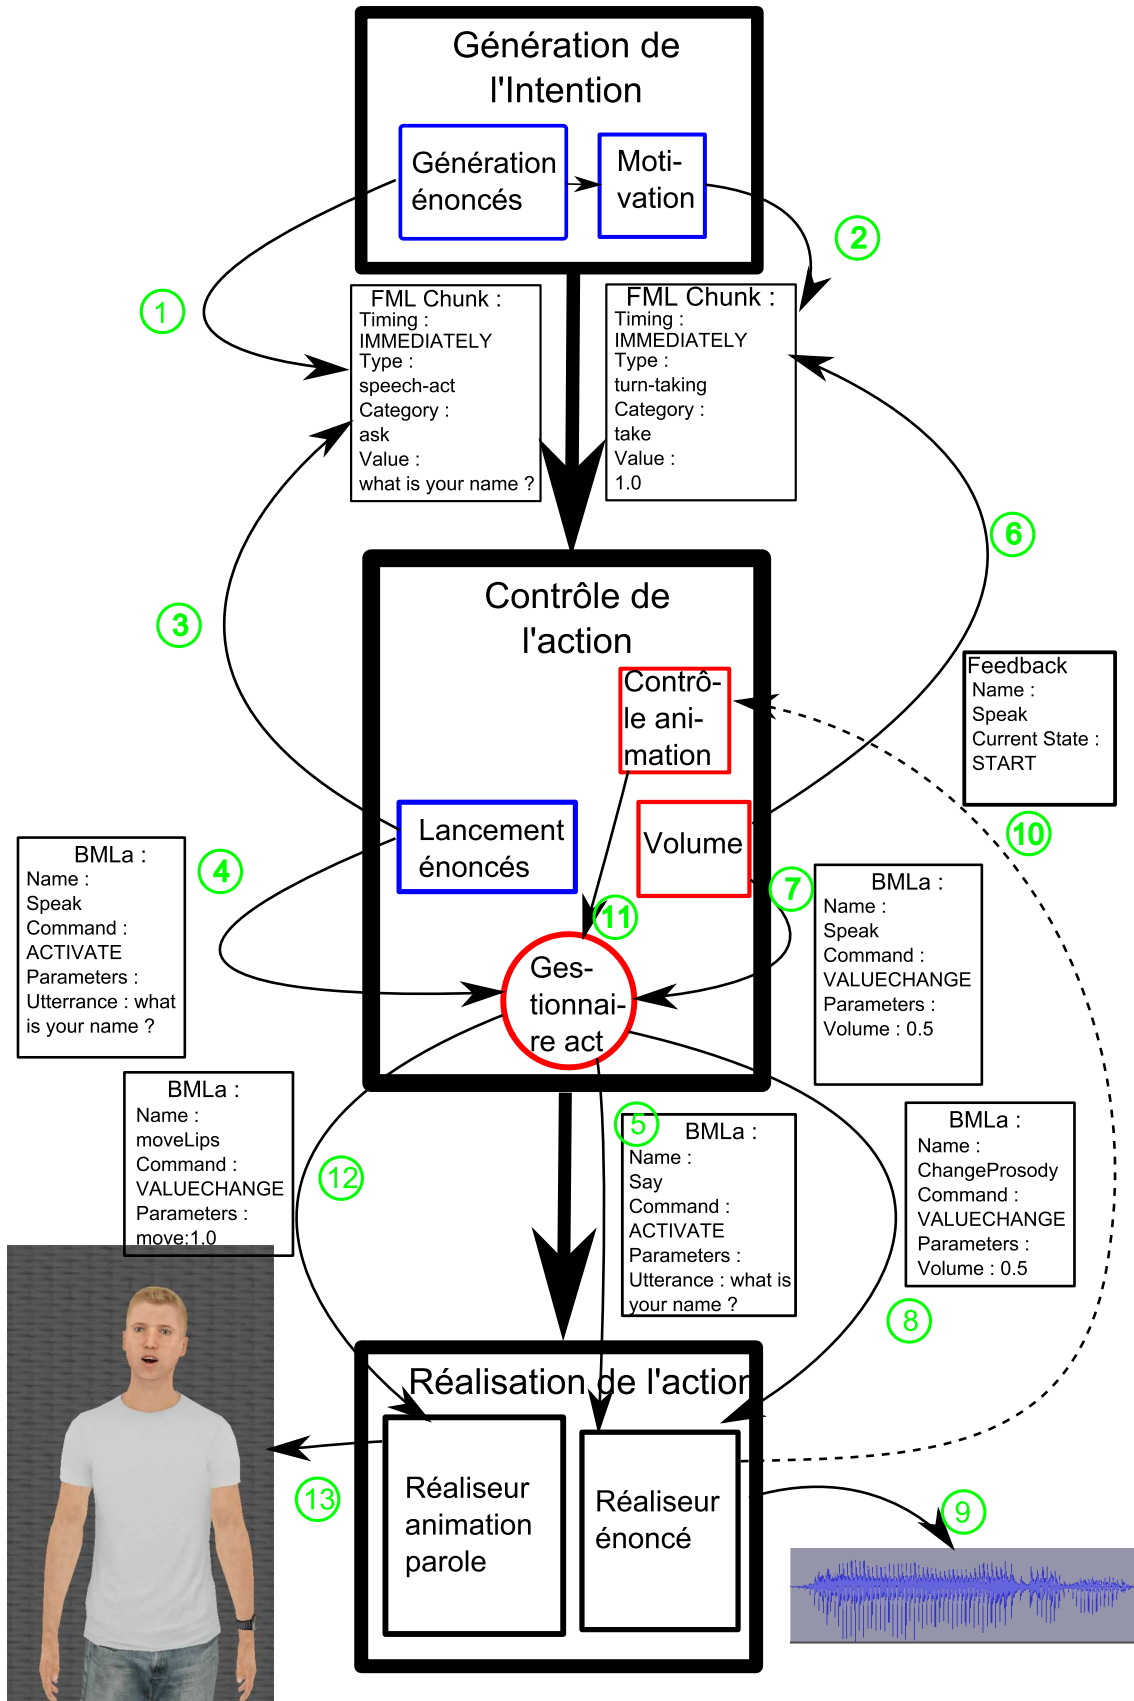 Génération de
l'Intention
Génération
énoncés
Moti-
vation
1
2
FML Chunk :
Timing :
IMMEDIATELY
Type :
speech-act
Category :
ask
Value :
what is your name ?
FML Chunk :
Timing :
IMMEDIATELY
Type :
turn-taking
Category :
take
Value :
1.0
3
6
Contrôle de
l'action
Contrô-
le ani-
mation
Lancement
énoncés
Volume
Feedback
Name :
Speak
Current State :
START
10
4
7
11
BMLa :
Name :
Speak
Command :
ACTIVATE
Parameters :
Utterrance : what
is your name ?
BMLa :
Name :
Speak
Command :
VALUECHANGE
Parameters :
Volume : 0.5
Ges-
tionnai-
re act
BMLa :
Name :
moveLips
Command :
VALUECHANGE
Parameters :
move:1.0
12
5
BMLa :
Name :
Say
Command :
ACTIVATE
Parameters :
Utterance : what is
your name ?
BMLa :
Name :
ChangeProsody
Command :
VALUECHANGE
Parameters :
Volume : 0.5
8
Réalisation de l'action
Réaliseur
animation
parole
Réaliseur
énoncé
13
9